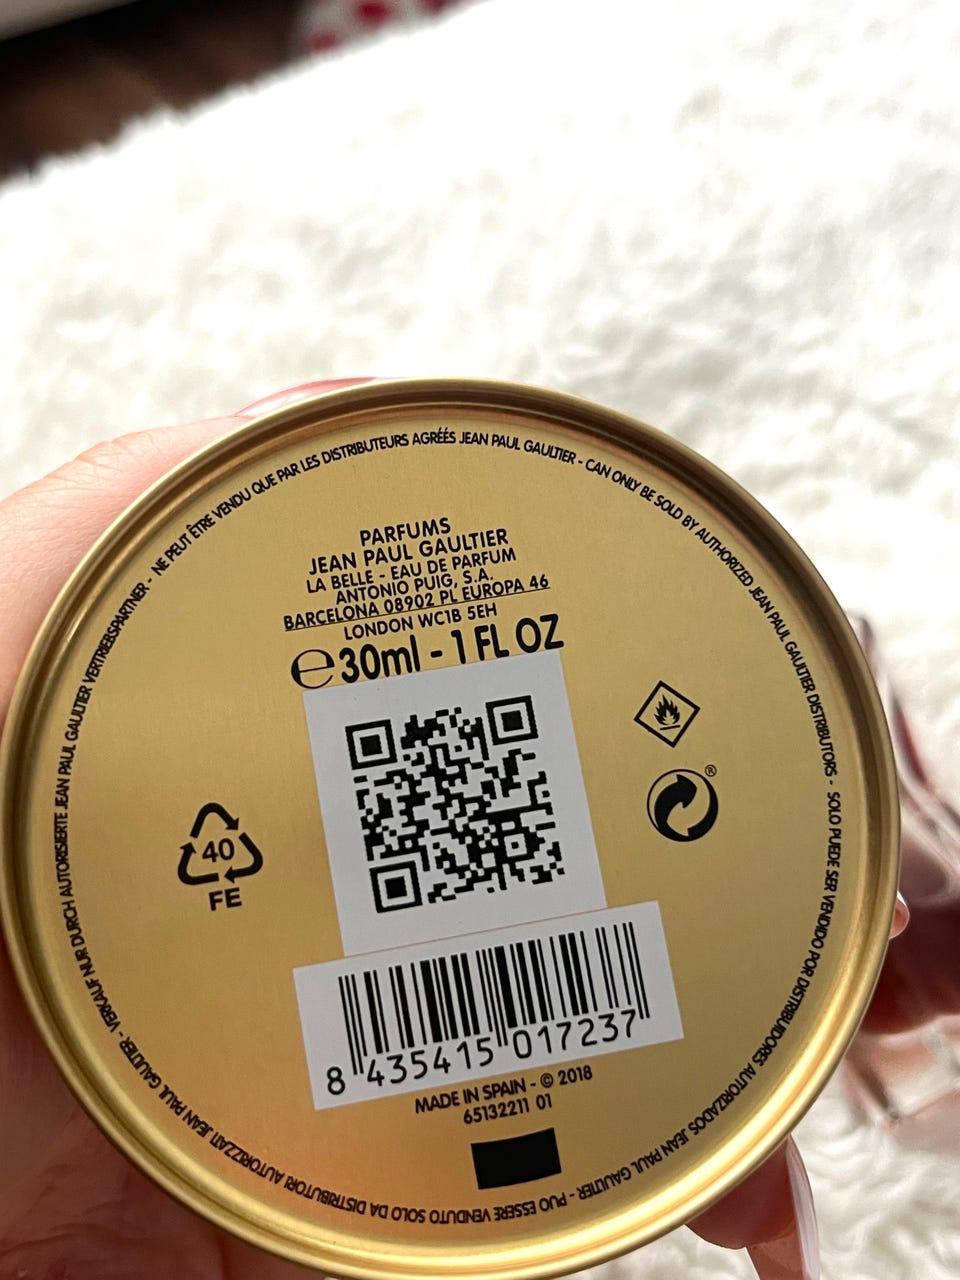 NE PEUT ÊTRE VENDU QUE PAR LES DISTRIBUTEURS AGRÉÉS JEAN PAUL GAULTIER - CAN ONLY BE SOLD BY AUTHORIZED JEAN PAUL GAULTIER DISTRIBUTORS - SOLO PUEDE SER VENDIDO POR DISTRIBUIDORES AUTORIZADOS JEAN PAUL GAULTIER - PUO ESSERE VENDUTO SOLO DA DISTRIBUTORI AUTORIZZATI JEAN PAUL GAULTIER - VERKAUF NUR DURCH AUTORISIERTE JEAN PAUL GAULTIER VERTRIEBSPARTNER -
PARFUMS
JEAN PAUL GAULTIER
LA BELLE - EAU DE PARFUM
ANTONIO PUIG, S.A.
BARCELONA 08902 PL EUROPA 46
LONDON WC1B 5EH
℮ 30ml - 1 FL OZ
®
40
FE
8 435415 017237
MADE IN SPAIN - © 2018
65132211 01